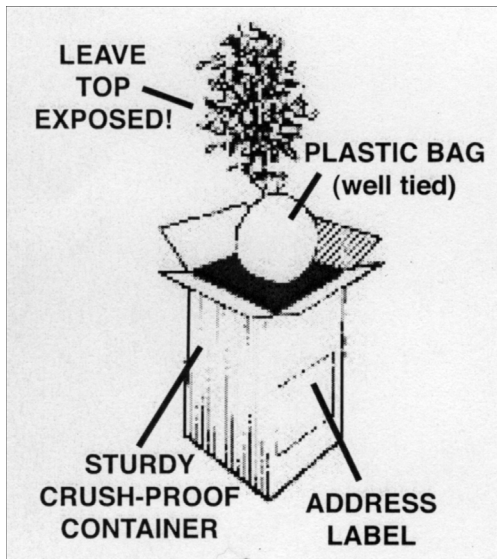 LEAVE
TOP
EXPOSED!
PLASTIC BAG
(well tied)
STURDY
CRUSH-PROOF
CONTAINER
ADDRESS
LABEL